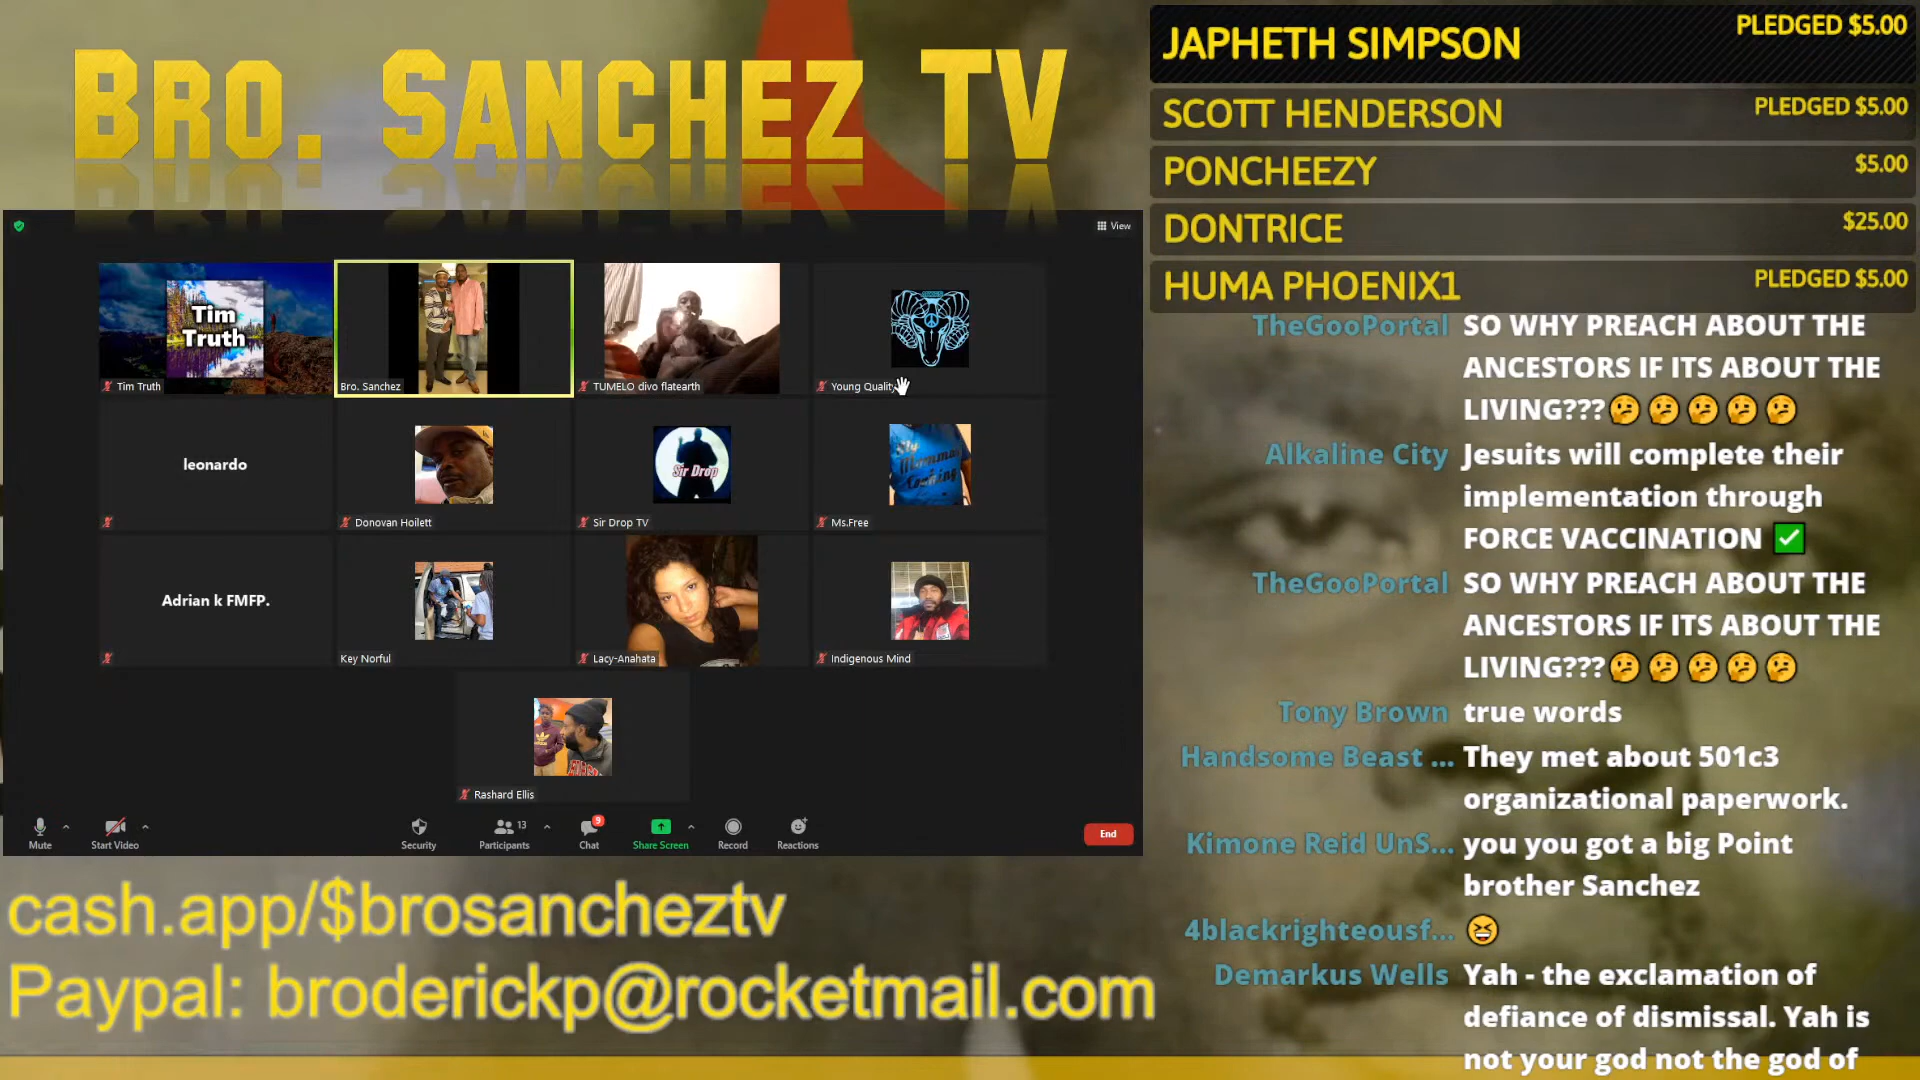 BRO. SANCHEZ TV
View
Tim
Truth
Tim Truth
Bro. Sanchez
TUMELO divo flatearth
Young Quality
leonardo
Donovan Hoilett
Sir Drop
Sir Drop TV
My
Mommas
Cooking
Ms.Free
Adrian k FMFP.
Key Norful
Lacy-Anahata
Indigenous Mind
Rashard Ellis
Mute
Start Video
Security
13
Participants
9
Chat
Share Screen
Record
Reactions
End
cash.app/$brosancheztv
Paypal: broderickp@rocketmail.com
JAPHETH SIMPSON PLEDGED $5.00
SCOTT HENDERSON PLEDGED $5.00
PONCHEEZY $5.00
DONTRICE $25.00
HUMA PHOENIX1 PLEDGED $5.00
TheGooPortal SO WHY PREACH ABOUT THE
ANCESTORS IF ITS ABOUT THE
LIVING???🤔🤔🤔🤔🤔
Alkaline City Jesuits will complete their
implementation through
FORCE VACCINATION ✅
TheGooPortal SO WHY PREACH ABOUT THE
ANCESTORS IF ITS ABOUT THE
LIVING???🤔🤔🤔🤔🤔
Tony Brown true words
Handsome Beast ... They met about 501c3
organizational paperwork.
Kimone Reid UnS... you you got a big Point
brother Sanchez
4blackrighteousf... 😆
Demarkus Wells Yah - the exclamation of
defiance of dismissal. Yah is
not your god not the god of